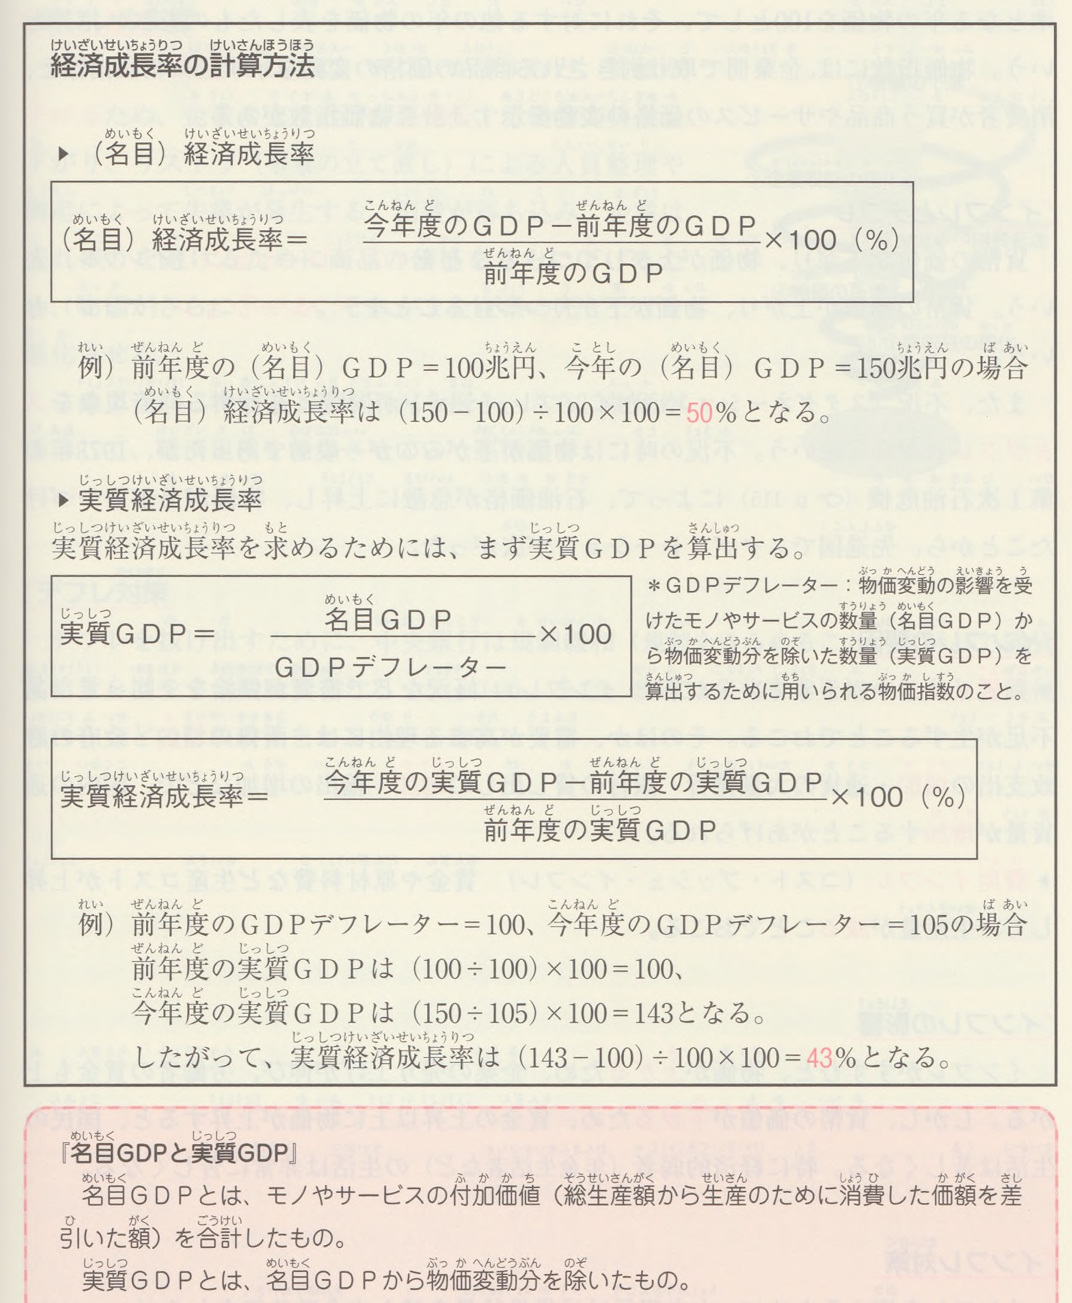 経済成長率の計算方法
▶（名目）経済成長率
（名目）経済成長率＝ 今年度のＧＤＰ－前年度のＧＤＰ ×100（%）
前年度のＧＤＰ
例）前年度の（名目）ＧＤＰ＝100兆円、今年の（名目）ＧＤＰ＝150兆円の場合
（名目）経済成長率は（150－100）÷100×100＝50%となる。
▶実質経済成長率
実質経済成長率を求めるためには、まず実質ＧＤＰを算出する。
実質ＧＤＰ＝ 名目ＧＤＰ ×100
ＧＤＰデフレーター
＊ＧＤＰデフレーター：物価変動の影響を受
けたモノやサービスの数量（名目ＧＤＰ）か
ら物価変動分を除いた数量（実質ＧＤＰ）を
算出するために用いられる物価指数のこと。
実質経済成長率＝ 今年度の実質ＧＤＰ－前年度の実質ＧＤＰ ×100（%）
前年度の実質ＧＤＰ
例）前年度のＧＤＰデフレーター＝100、今年度のＧＤＰデフレーター＝105の場合
前年度の実質ＧＤＰは（100÷100）×100＝100、
今年度の実質ＧＤＰは（150÷105）×100＝143となる。
したがって、実質経済成長率は（143－100）÷100×100＝43%となる。
『名目GDPと実質GDP』
名目ＧＤＰとは、モノやサービスの付加価値（総生産額から生産のために消費した価額を差
引いた額）を合計したもの。
実質ＧＤＰとは、名目ＧＤＰから物価変動分を除いたもの。